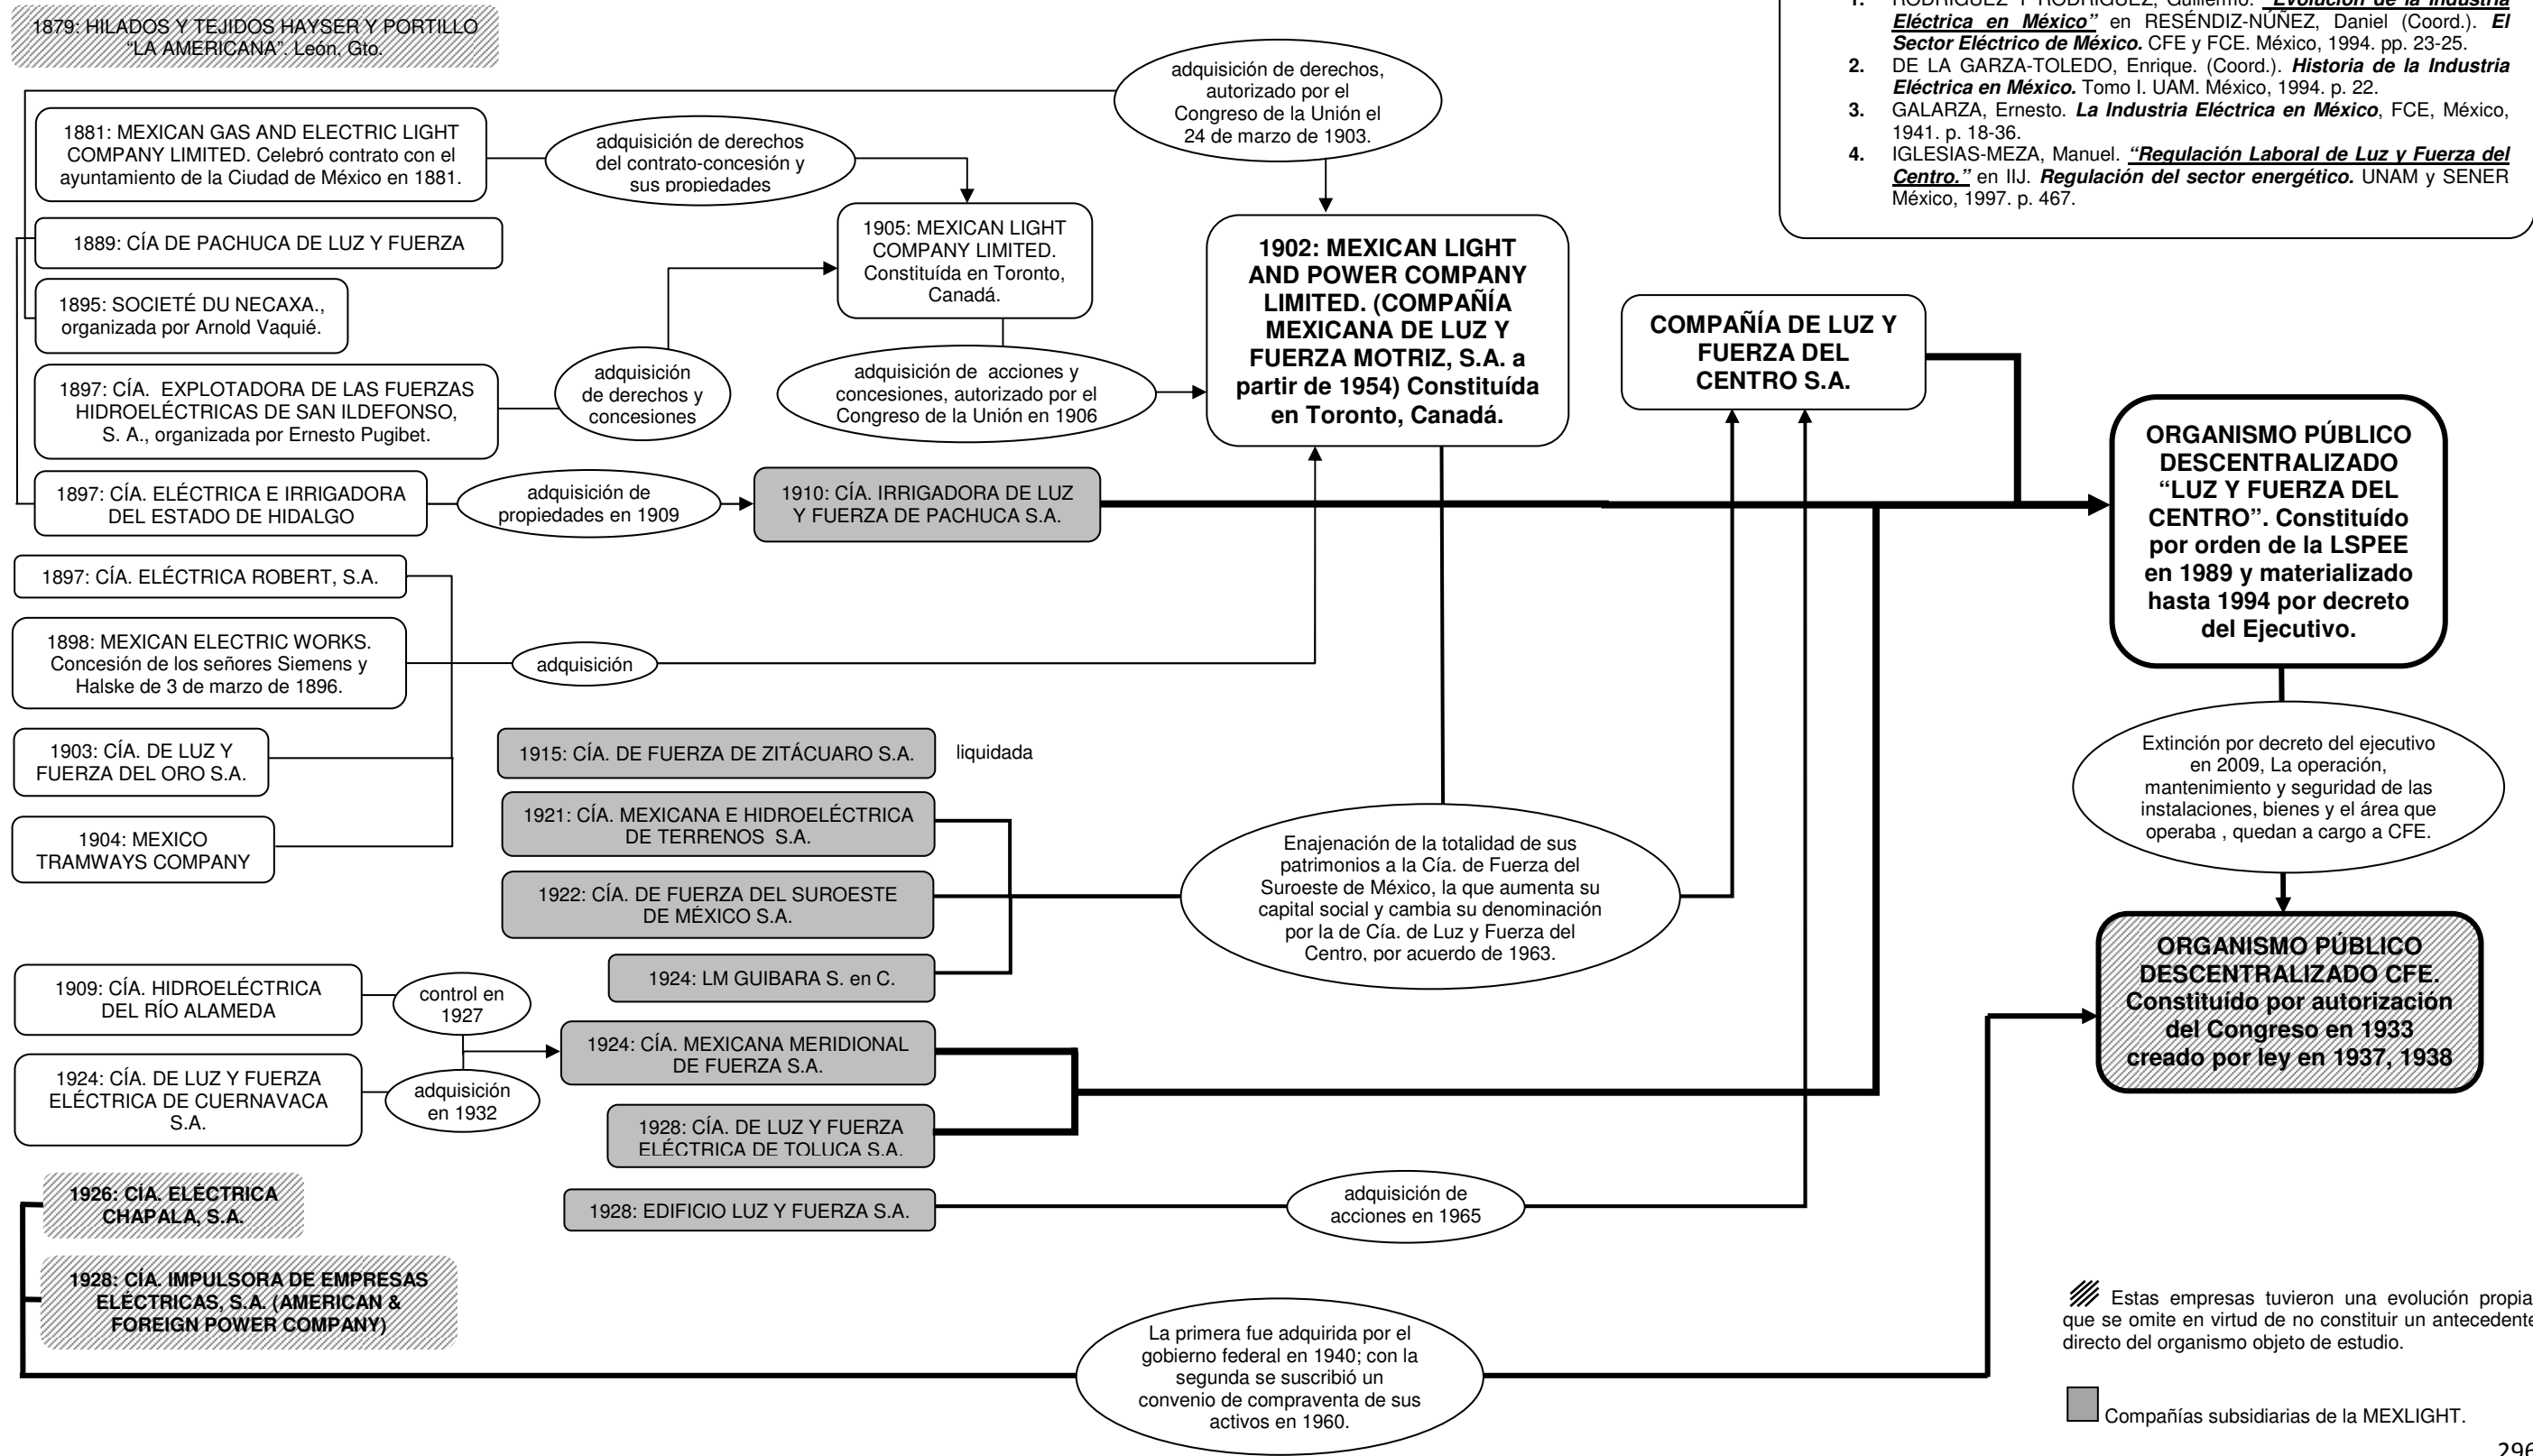 1879: HILADOS Y TEJIDOS HAYSER Y PORTILLO
“LA AMERICANA”. León, Gto.
1881: MEXICAN GAS AND ELECTRIC LIGHT
COMPANY LIMITED. Celebró contrato con el
ayuntamiento de la Ciudad de México en 1881.
adquisición de derechos
del contrato-concesión y
sus propiedades
adquisición de derechos,
autorizado por el
Congreso de la Unión el
24 de marzo de 1903.
1. RODRÍGUEZ Y RODRÍGUEZ, Guillermo. “Evolución de la Industria
Eléctrica en México” en RESÉNDIZ-NÚÑEZ, Daniel (Coord.). El
Sector Eléctrico de México. CFE y FCE. México, 1994. pp. 23-25.
2. DE LA GARZA-TOLEDO, Enrique. (Coord.). Historia de la Industria
Eléctrica en México. Tomo I. UAM. México, 1994. p. 22.
3. GALARZA, Ernesto. La Industria Eléctrica en México, FCE, México,
1941. p. 18-36.
4. IGLESIAS-MEZA, Manuel. “Regulación Laboral de Luz y Fuerza del
Centro.” en IIJ. Regulación del sector energético. UNAM y SENER
México, 1997. p. 467.
1889: CÍA DE PACHUCA DE LUZ Y FUERZA
1895: SOCIETÉ DU NECAXA.,
organizada por Arnold Vaquié.
1905: MEXICAN LIGHT
COMPANY LIMITED.
Constituída en Toronto,
Canadá.
1902: MEXICAN LIGHT
AND POWER COMPANY
LIMITED. (COMPAÑÍA
MEXICANA DE LUZ Y
FUERZA MOTRIZ, S.A. a
partir de 1954) Constituída
en Toronto, Canadá.
COMPAÑÍA DE LUZ Y
FUERZA DEL
CENTRO S.A.
1897: CÍA. EXPLOTADORA DE LAS FUERZAS
HIDROELÉCTRICAS DE SAN ILDEFONSO,
S. A., organizada por Ernesto Pugibet.
adquisición
de derechos y
concesiones
adquisición de acciones y
concesiones, autorizado por el
Congreso de la Unión en 1906
ORGANISMO PÚBLICO
DESCENTRALIZADO
“LUZ Y FUERZA DEL
CENTRO”. Constituído
por orden de la LSPEE
en 1989 y materializado
hasta 1994 por decreto
del Ejecutivo.
1897: CÍA. ELÉCTRICA E IRRIGADORA
DEL ESTADO DE HIDALGO
adquisición de
propiedades en 1909
1910: CÍA. IRRIGADORA DE LUZ
Y FUERZA DE PACHUCA S.A.
1897: CÍA. ELÉCTRICA ROBERT, S.A.
1898: MEXICAN ELECTRIC WORKS.
Concesión de los señores Siemens y
Halske de 3 de marzo de 1896.
adquisición
1903: CÍA. DE LUZ Y
FUERZA DEL ORO S.A.
1904: MEXICO
TRAMWAYS COMPANY
1915: CÍA. DE FUERZA DE ZITÁCUARO S.A.
liquidada
1921: CÍA. MEXICANA E HIDROELÉCTRICA
DE TERRENOS S.A.
1922: CÍA. DE FUERZA DEL SUROESTE
DE MÉXICO S.A.
1924: LM GUIBARA S. en C.
Enajenación de la totalidad de sus
patrimonios a la Cía. de Fuerza del
Suroeste de México, la que aumenta su
capital social y cambia su denominación
por la de Cía. de Luz y Fuerza del
Centro, por acuerdo de 1963.
Extinción por decreto del ejecutivo
en 2009, La operación,
mantenimiento y seguridad de las
instalaciones, bienes y el área que
operaba , quedan a cargo a CFE.
ORGANISMO PÚBLICO
DESCENTRALIZADO CFE.
Constituído por autorización
del Congreso en 1933
creado por ley en 1937, 1938
1909: CÍA. HIDROELÉCTRICA
DEL RÍO ALAMEDA
control en
1927
1924: CÍA. DE LUZ Y FUERZA
ELÉCTRICA DE CUERNAVACA
S.A.
adquisición
en 1932
1924: CÍA. MEXICANA MERIDIONAL
DE FUERZA S.A.
1928: CÍA. DE LUZ Y FUERZA
ELÉCTRICA DE TOLUCA S.A.
1926: CÍA. ELÉCTRICA
CHAPALA, S.A.
1928: EDIFICIO LUZ Y FUERZA S.A.
adquisición de
acciones en 1965
1928: CÍA. IMPULSORA DE EMPRESAS
ELÉCTRICAS, S.A. (AMERICAN &
FOREIGN POWER COMPANY)
La primera fue adquirida por el
gobierno federal en 1940; con la
segunda se suscribió un
convenio de compraventa de sus
activos en 1960.
Estas empresas tuvieron una evolución propia
que se omite en virtud de no constituir un antecedente
directo del organismo objeto de estudio.
Compañías subsidiarias de la MEXLIGHT.
296